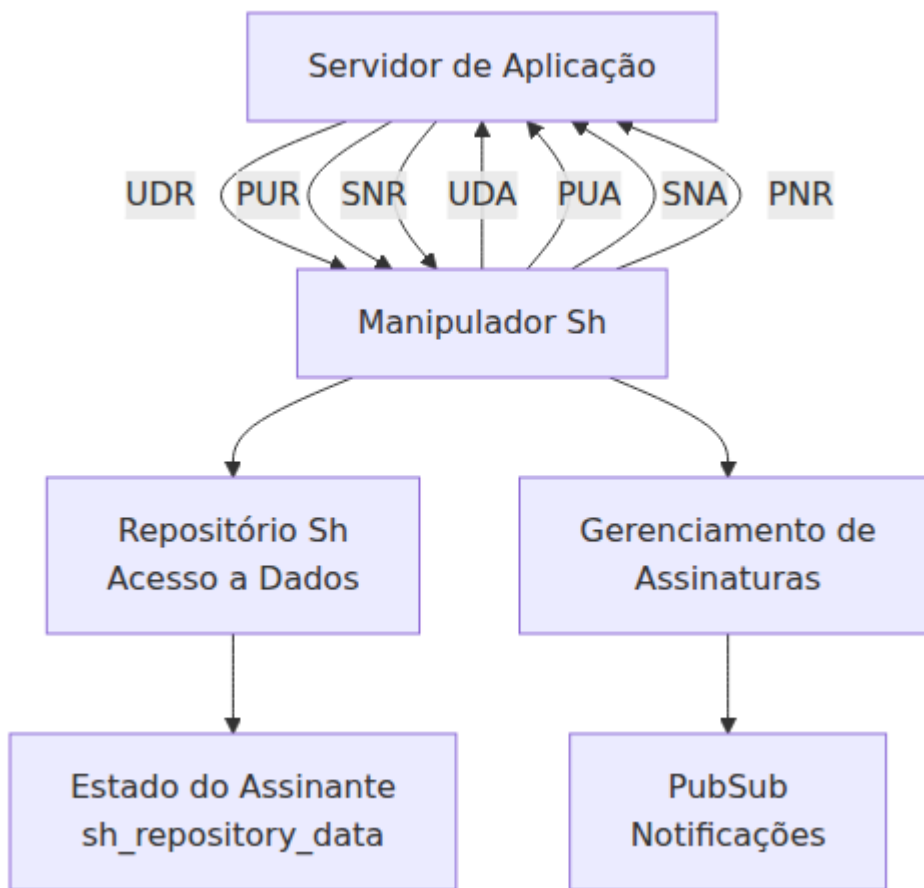 Servidor de Aplicação
UDR
PUR
SNR
UDA
PUA
SNA
PNR
Manipulador Sh
Repositório Sh
Acesso a Dados
Gerenciamento de
Assinaturas
Estado do Assinante
sh_repository_data
PubSub
Notificações